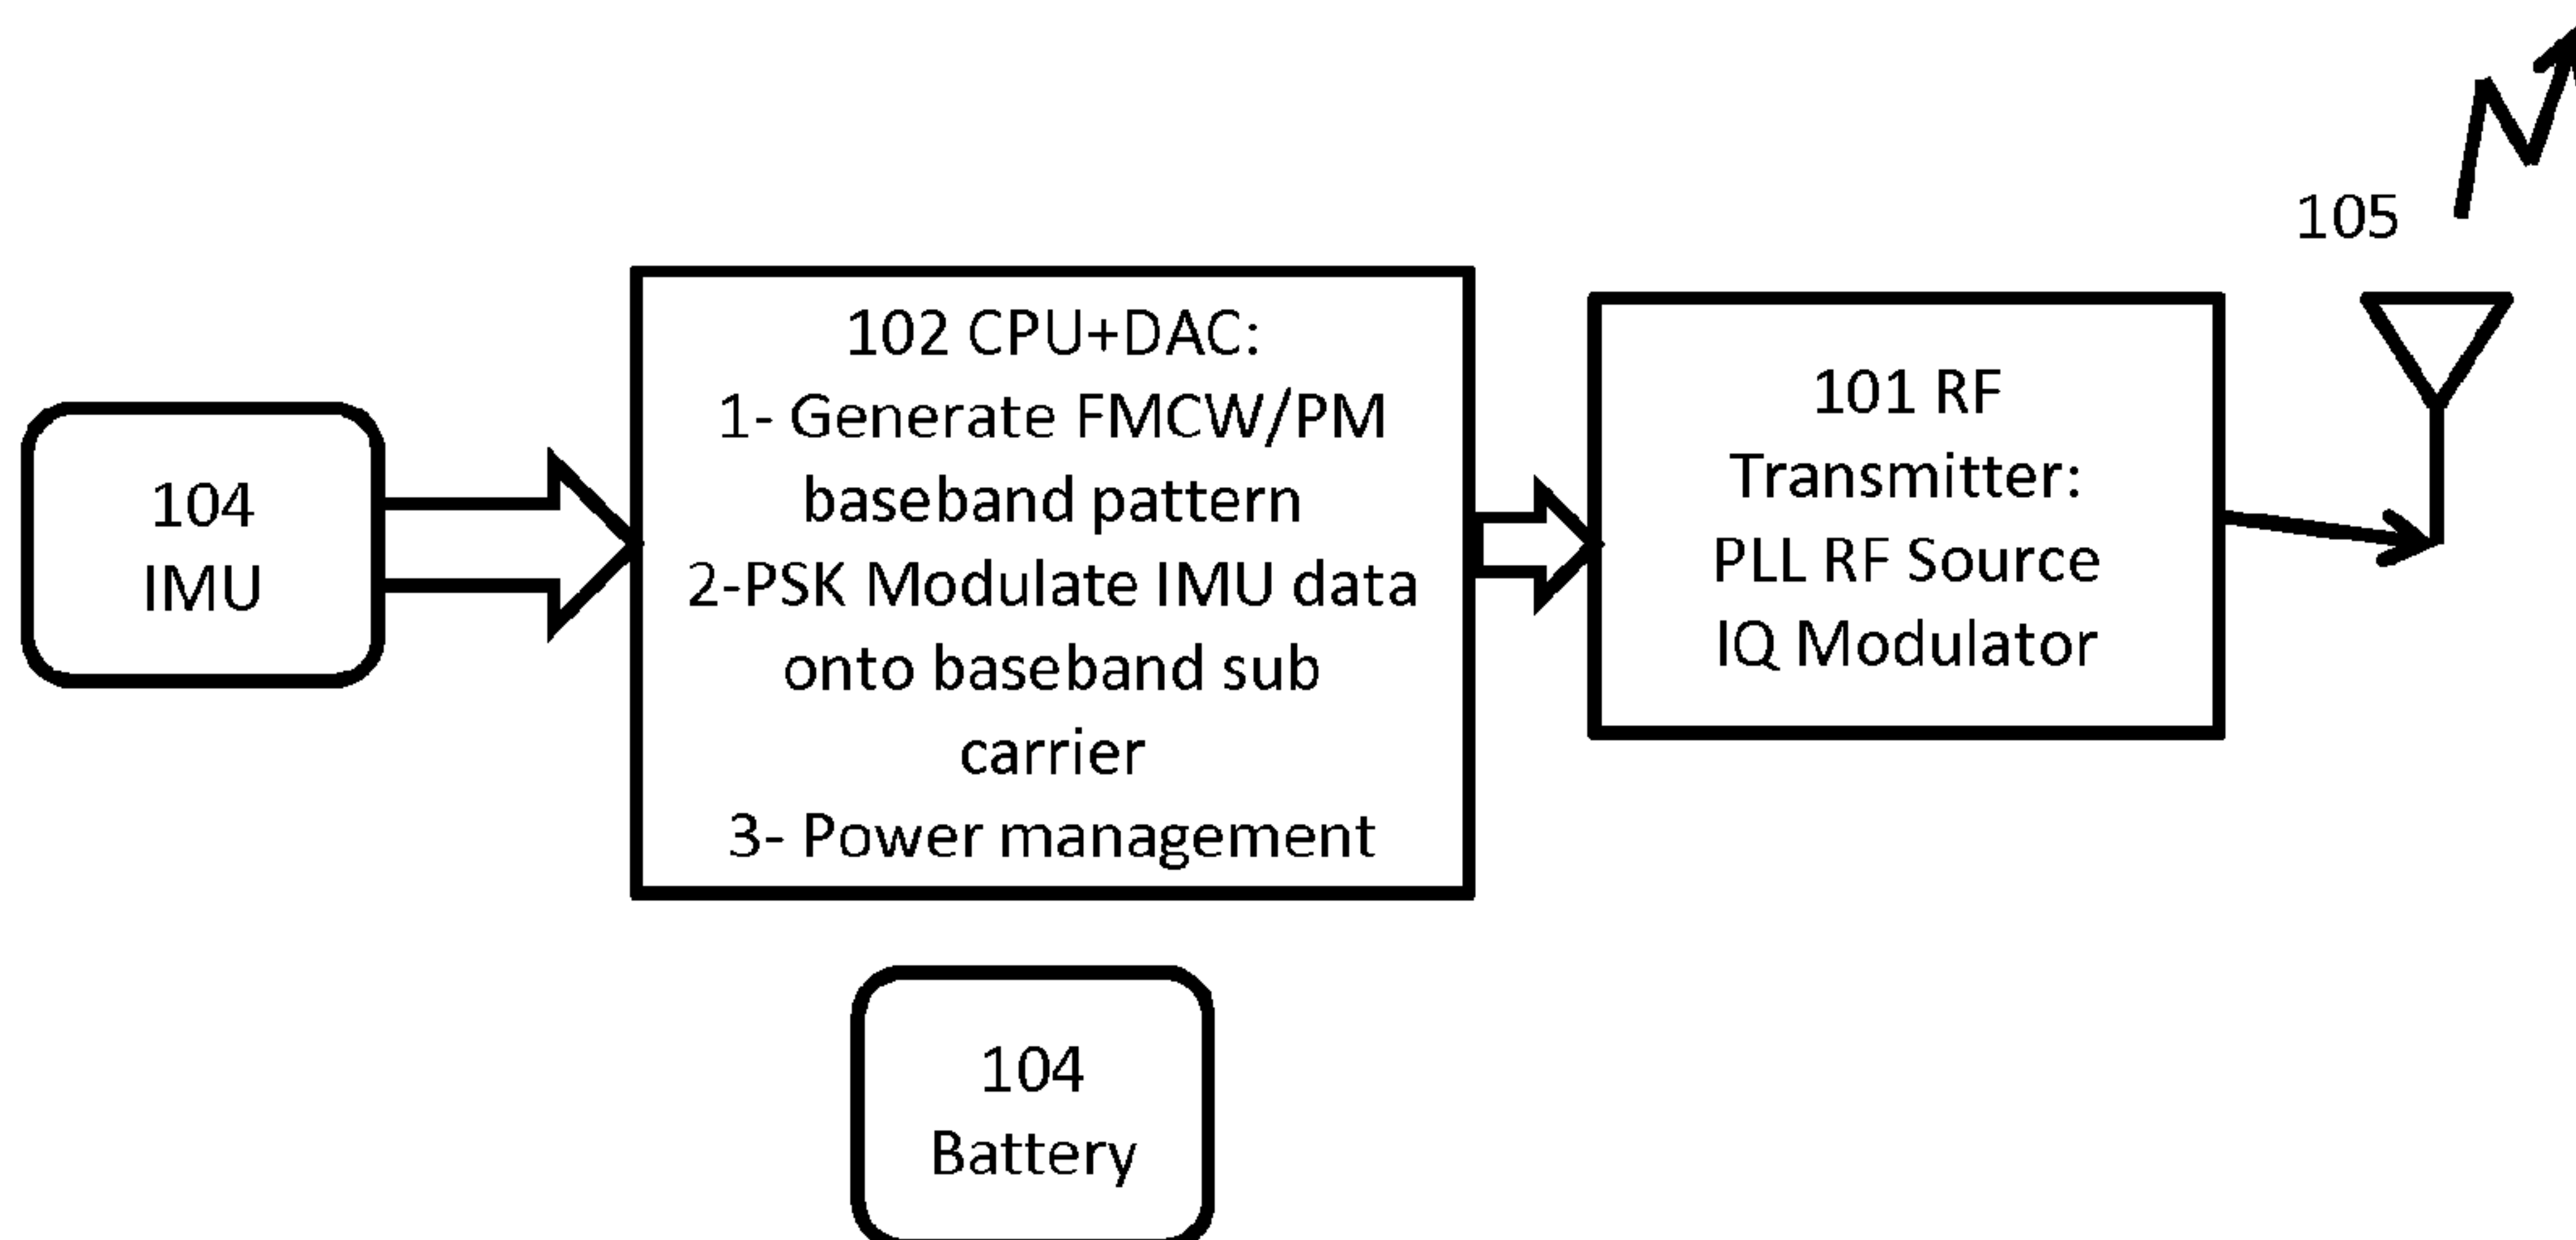 105
102 CPU+DAC:
1- Generate FMCW/PM
baseband pattern
2-PSK Modulate IMU data
onto baseband sub
carrier
3- Power management
101 RF
Transmitter:
PLL RF Source
IQ Modulator
104
IMU
104
Battery